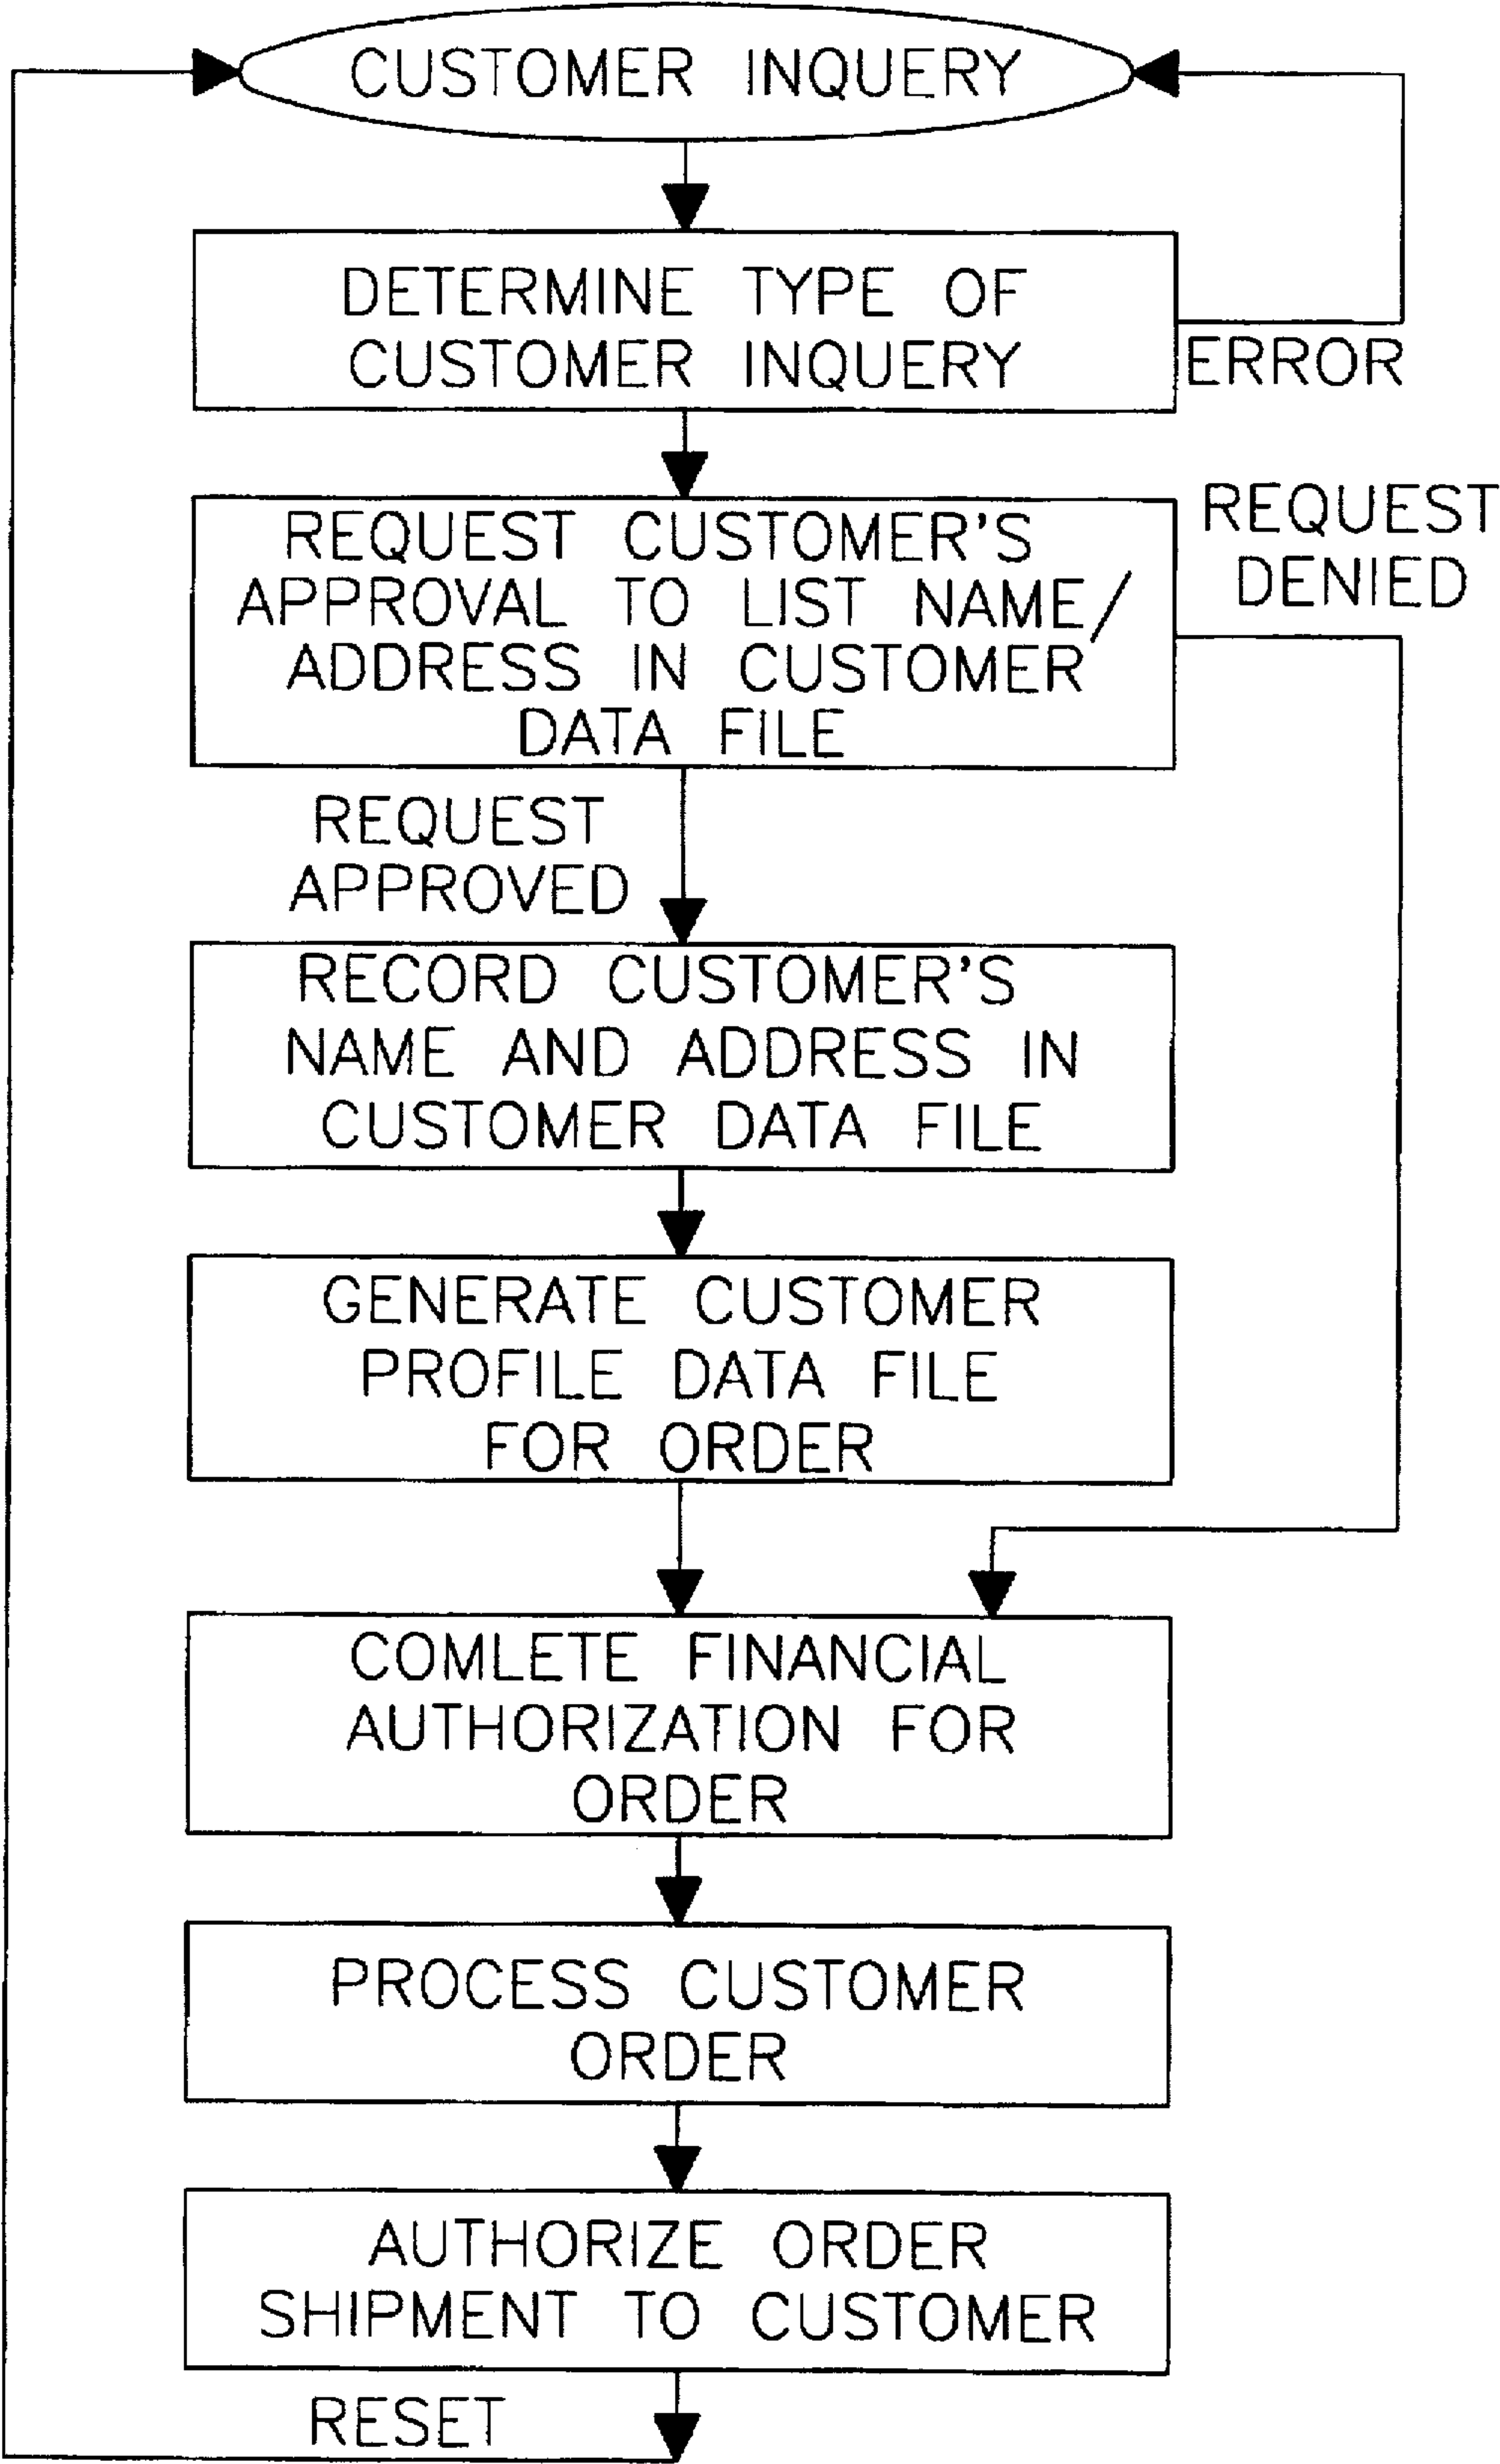 CUSTOMER INQUERY
DETERMINE TYPE OF
CUSTOMER INQUERY
ERROR
REQUEST CUSTOMER'S
APPROVAL TO LIST NAME/
ADDRESS IN CUSTOMER
DATA FILE
REQUEST
DENIED
REQUEST
APPROVED
RECORD CUSTOMER'S
NAME AND ADDRESS IN
CUSTOMER DATA FILE
GENERATE CUSTOMER
PROFILE DATA FILE
FOR ORDER
COMLETE FINANCIAL
AUTHORIZATION FOR
ORDER
PROCESS CUSTOMER
ORDER
AUTHORIZE ORDER
SHIPMENT TO CUSTOMER
RESET